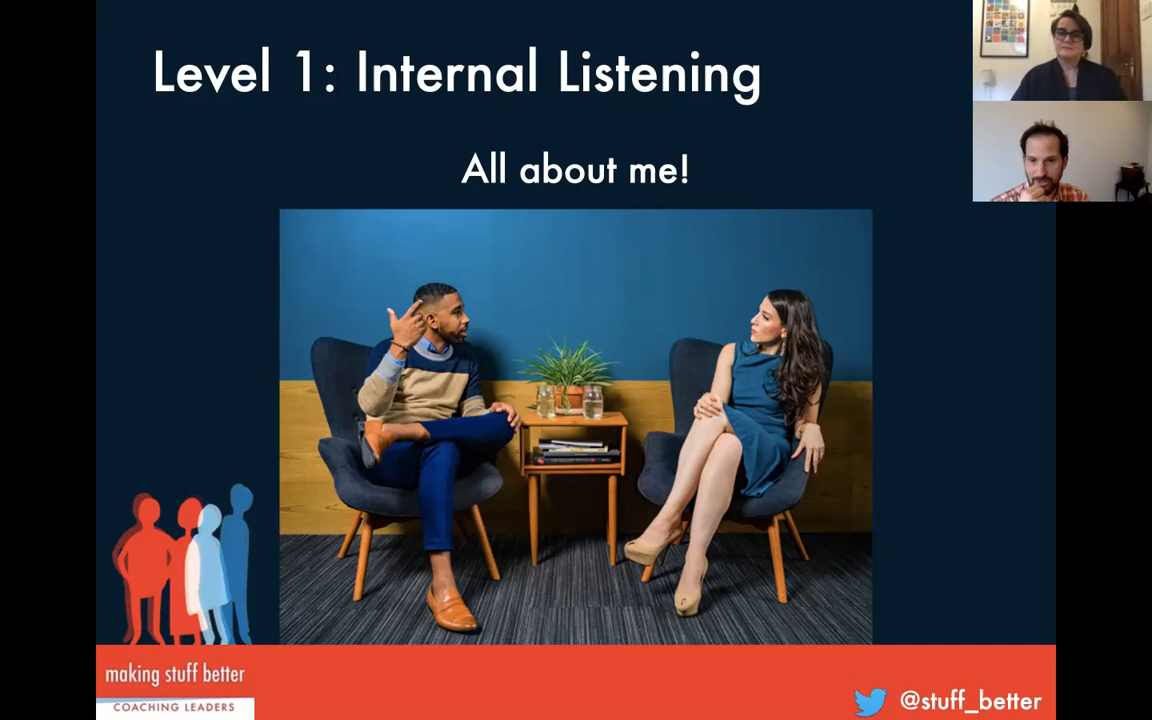 Level 1: Internal Listening
All about me!
making stuff better
COACHING LEADERS
@stuff_better